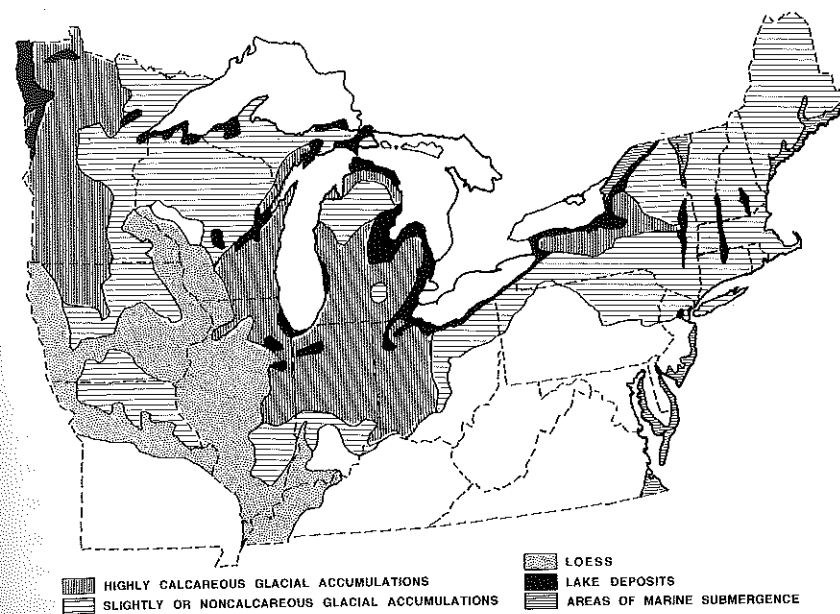 HIGHLY CALCAREOUS GLACIAL ACCUMULATIONS
SLIGHTLY OR NONCALCAREOUS GLACIAL ACCUMULATIONS
LOESS
LAKE DEPOSITS
AREAS OF MARINE SUBMERGENCE